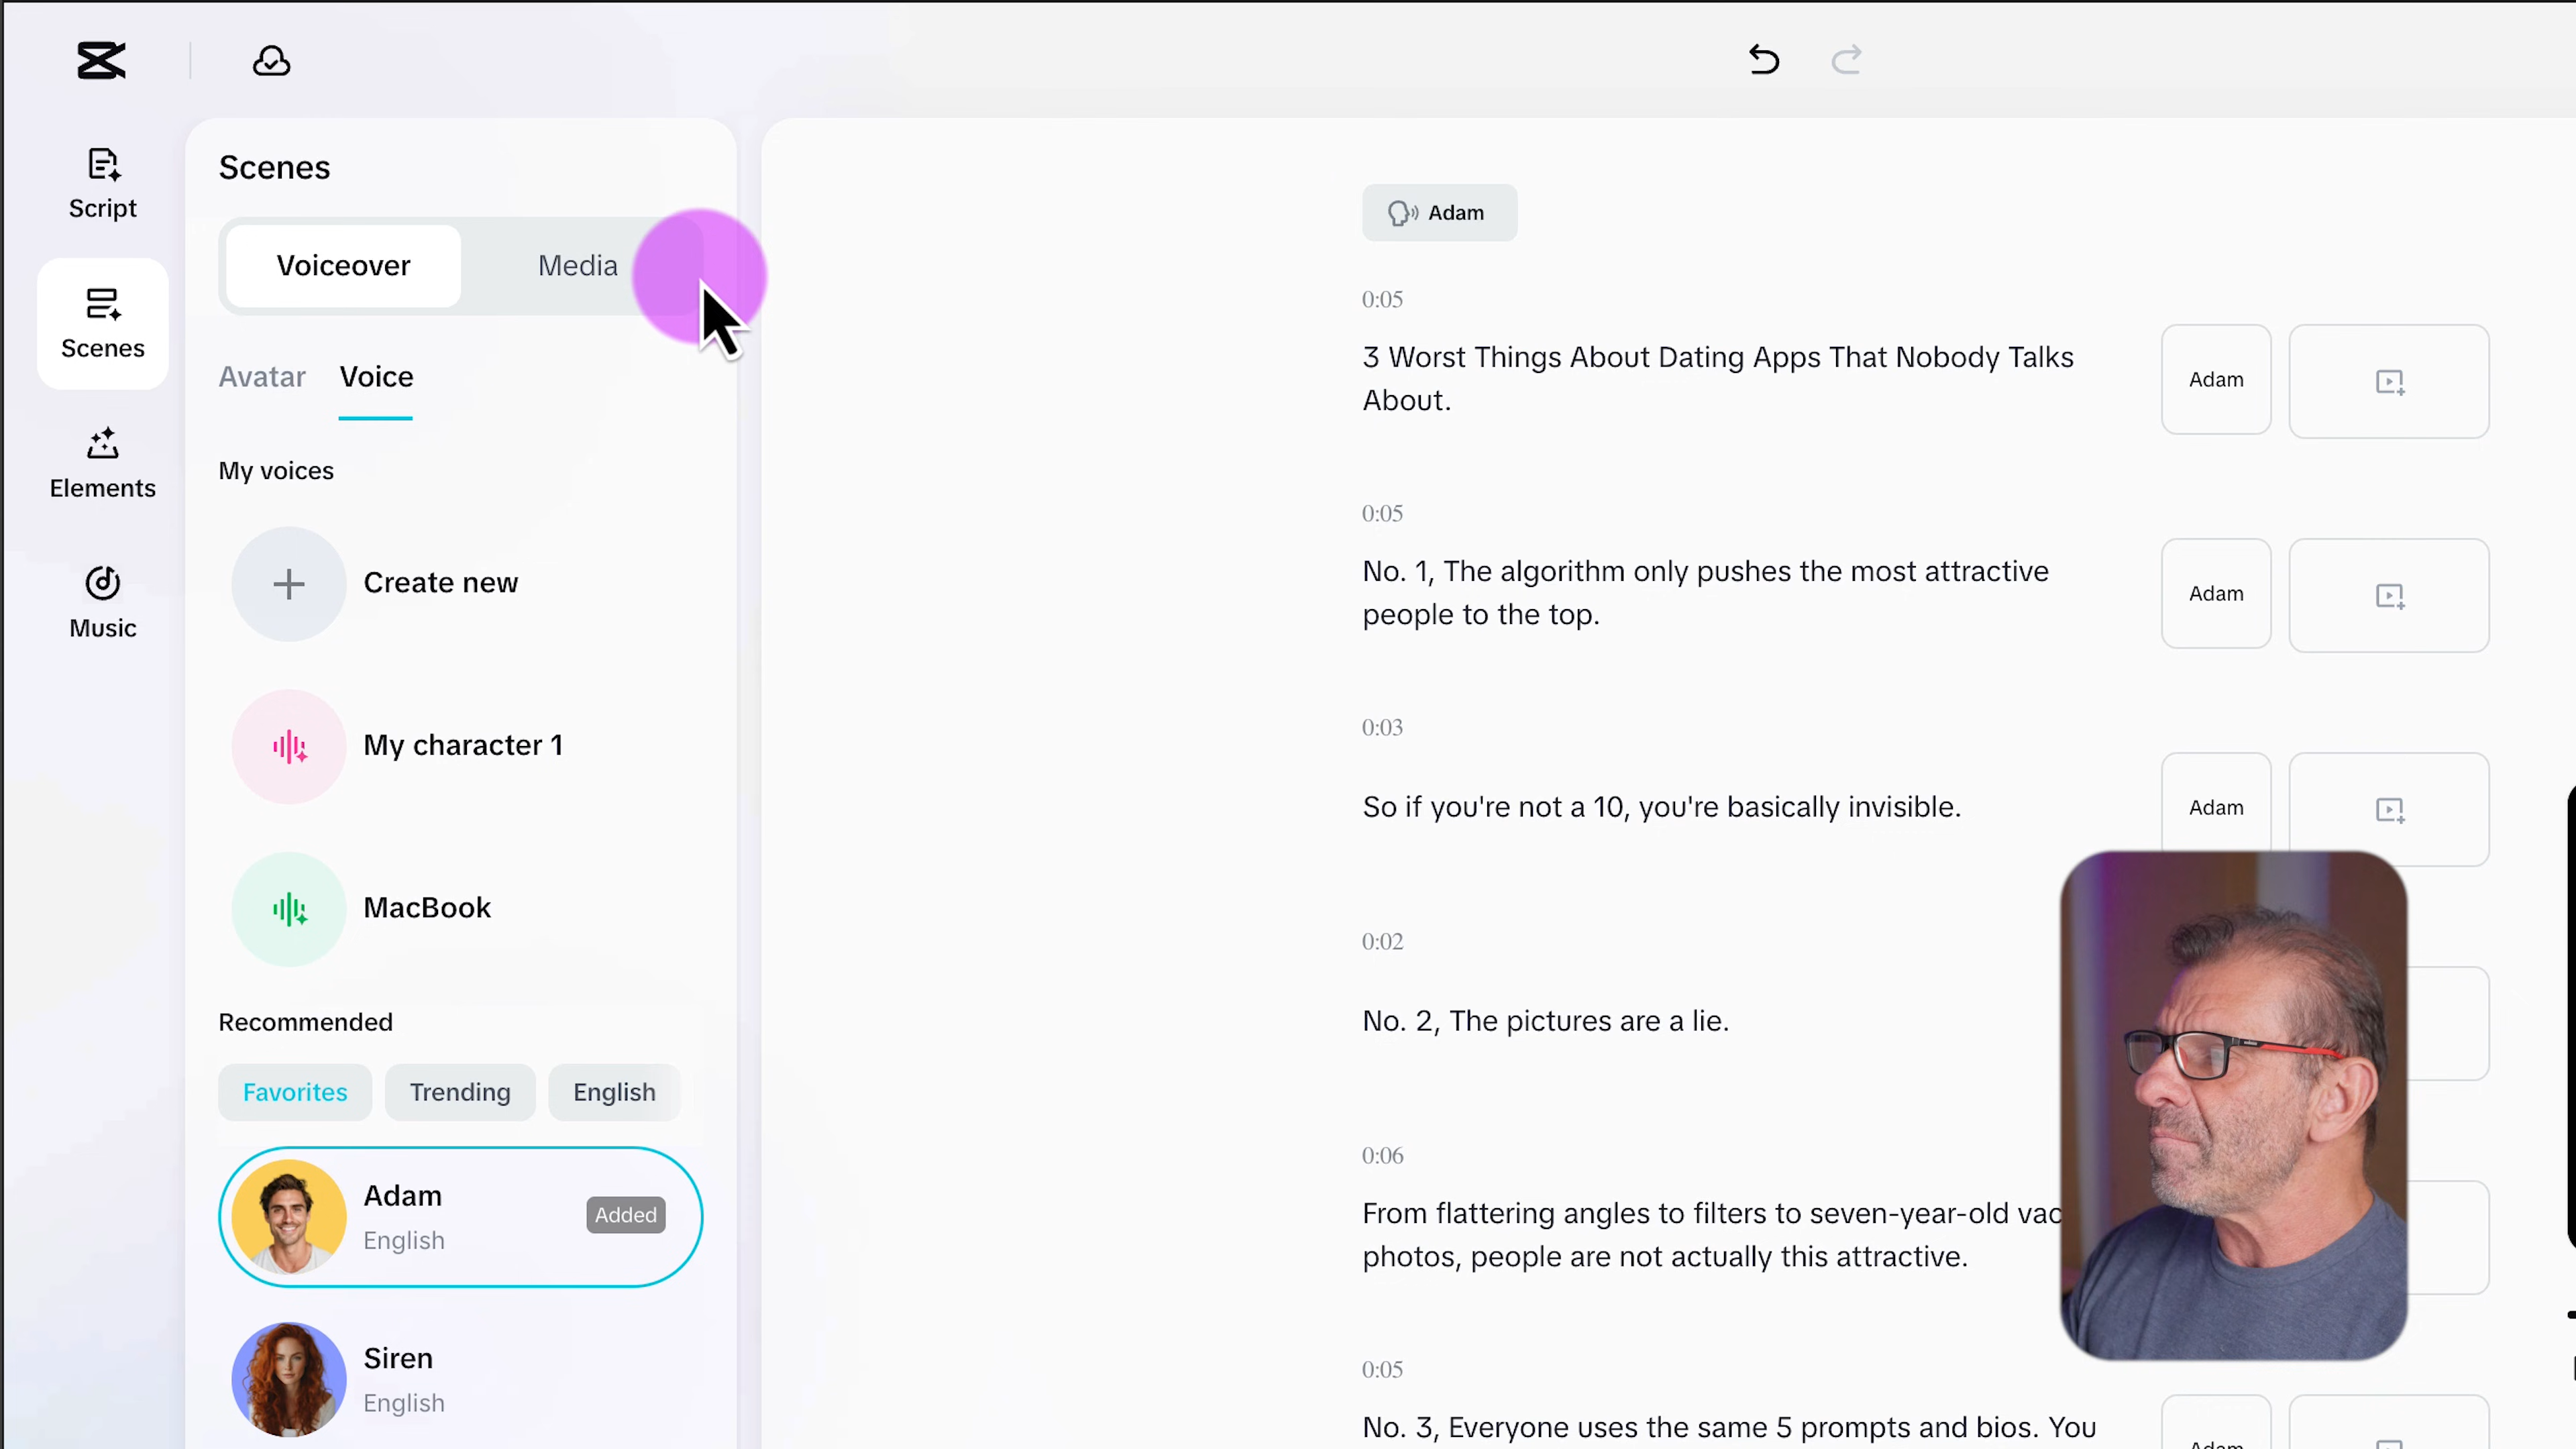 Script
Scenes
Elements
Music
Scenes
Voiceover
Media
Avatar
Voice
My voices
Create new
My character 1
MacBook
Recommended
Favorites
Trending
English
Adam
English
Added
Siren
English
Adam
0:05
3 Worst Things About Dating Apps That Nobody Talks
About.
Adam
0:05
No. 1, The algorithm only pushes the most attractive
people to the top.
Adam
0:03
So if you're not a 10, you're basically invisible.
Adam
0:02
No. 2, The pictures are a lie.
0:06
From flattering angles to filters to seven-year-old
photos, people are not actually this attractive.
0:05
No. 3, Everyone uses the same 5 prompts and bios. You
Adam